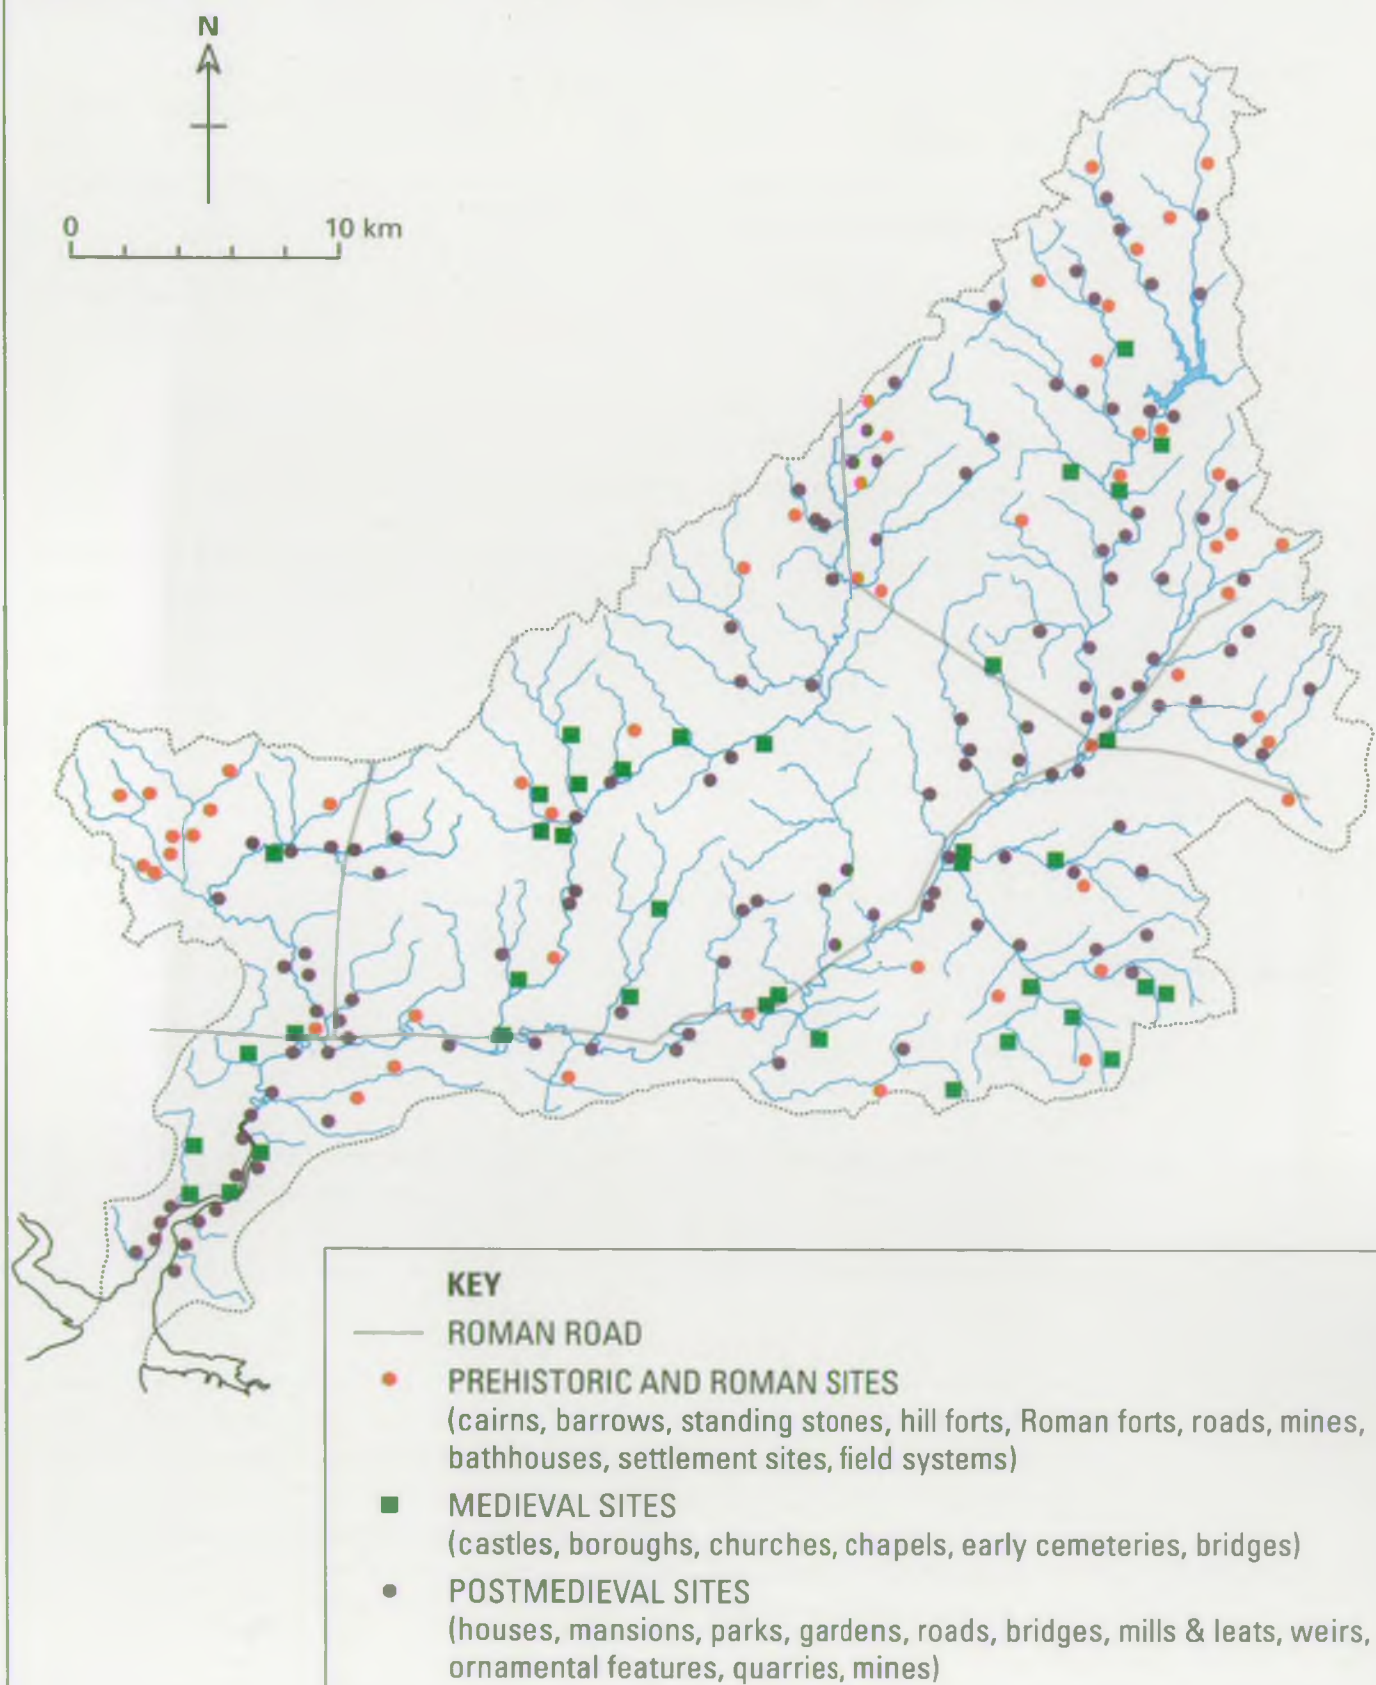 N
0 10 km
KEY
ROMAN ROAD
PREHISTORIC AND ROMAN SITES
(cairns, barrows, standing stones, hill forts, Roman forts, roads, mines,
bathhouses, settlement sites, field systems)
MEDIEVAL SITES
(castles, boroughs, churches, chapels, early cemeteries, bridges)
POSTMEDIEVAL SITES
(houses, mansions, parks, gardens, roads, bridges, mills & leats, weirs,
ornamental features, quarries, mines)